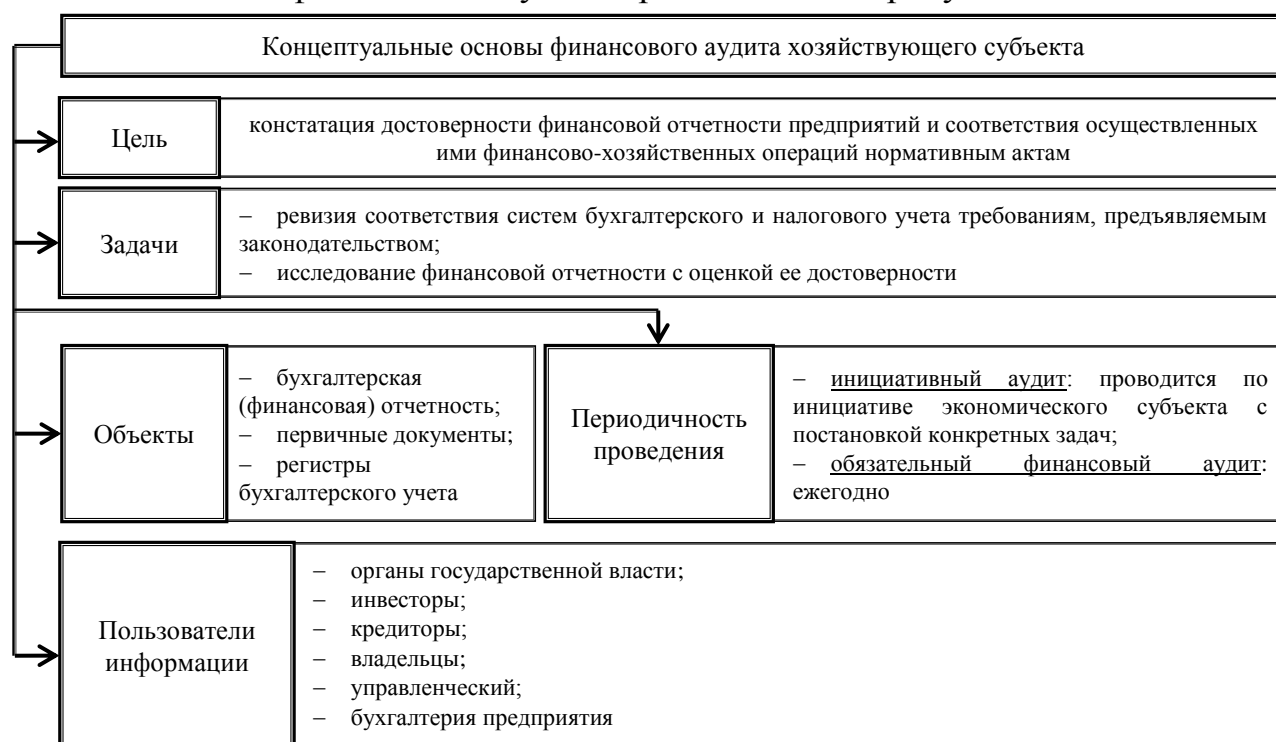 Концептуальные основы финансового аудита хозяйствующего субъекта
Цель
констатация достоверности финансовой отчетности предприятий и соответствия осуществленных
ими финансово-хозяйственных операций нормативным актам
Задачи
– ревизия соответствия систем бухгалтерского и налогового учета требованиям, предъявляемым
законодательством;
– исследование финансовой отчетности с оценкой ее достоверности
Объекты
– бухгалтерская
(финансовая) отчетность;
– первичные документы;
– регистры
бухгалтерского учета
Периодичность
проведения
– инициативный аудит: проводится по
инициативе экономического субъекта с
постановкой конкретных задач;
– обязательный финансовый аудит:
ежегодно
Пользователи
информации
– органы государственной власти;
– инвесторы;
– кредиторы;
– владельцы;
– управленческий;
– бухгалтерия предприятия